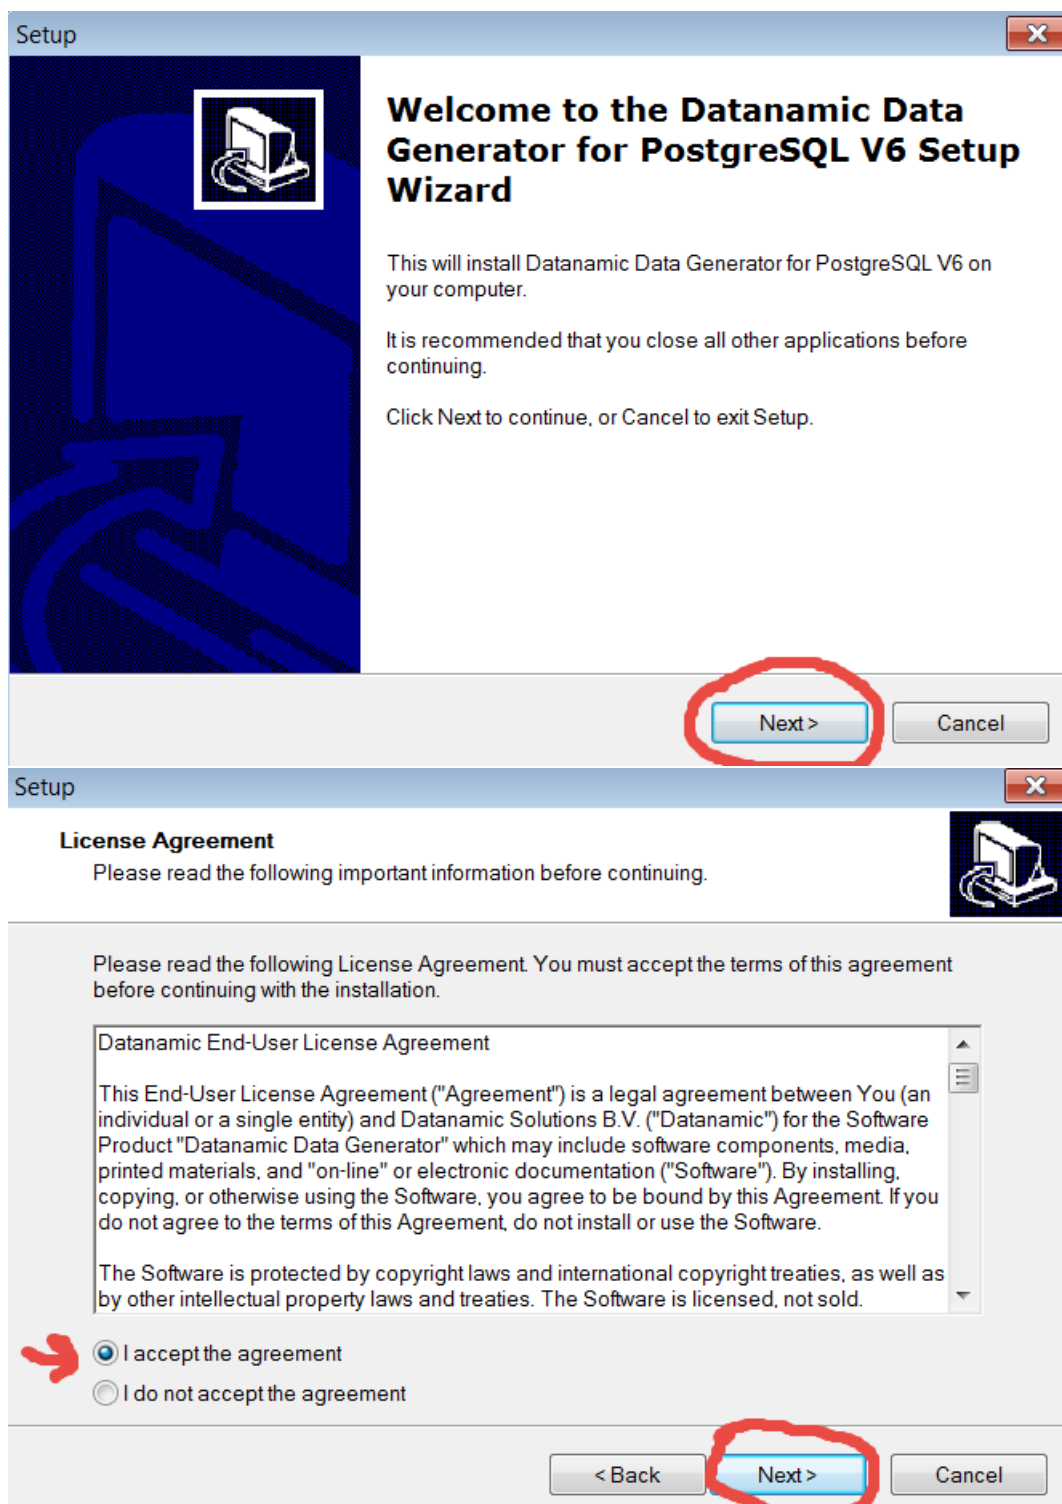 Setup
Welcome to the Datanamic Data
Generator for PostgreSQL V6 Setup
Wizard
This will install Datanamic Data Generator for PostgreSQL V6 on
your computer.
It is recommended that you close all other applications before
continuing.
Click Next to continue, or Cancel to exit Setup.
Next >
Cancel
Setup
License Agreement
Please read the following important information before continuing.
Please read the following License Agreement. You must accept the terms of this agreement
before continuing with the installation.
Datanamic End-User License Agreement
This End-User License Agreement ("Agreement") is a legal agreement between You (an
individual or a single entity) and Datanamic Solutions B.V. ("Datanamic") for the Software
Product "Datanamic Data Generator" which may include software components, media,
printed materials, and "on-line" or electronic documentation ("Software"). By installing,
copying, or otherwise using the Software, you agree to be bound by this Agreement. If you
do not agree to the terms of this Agreement, do not install or use the Software.
The Software is protected by copyright laws and international copyright treaties, as well as
by other intellectual property laws and treaties. The Software is licensed, not sold.
I accept the agreement
I do not accept the agreement
< Back
Next >
Cancel